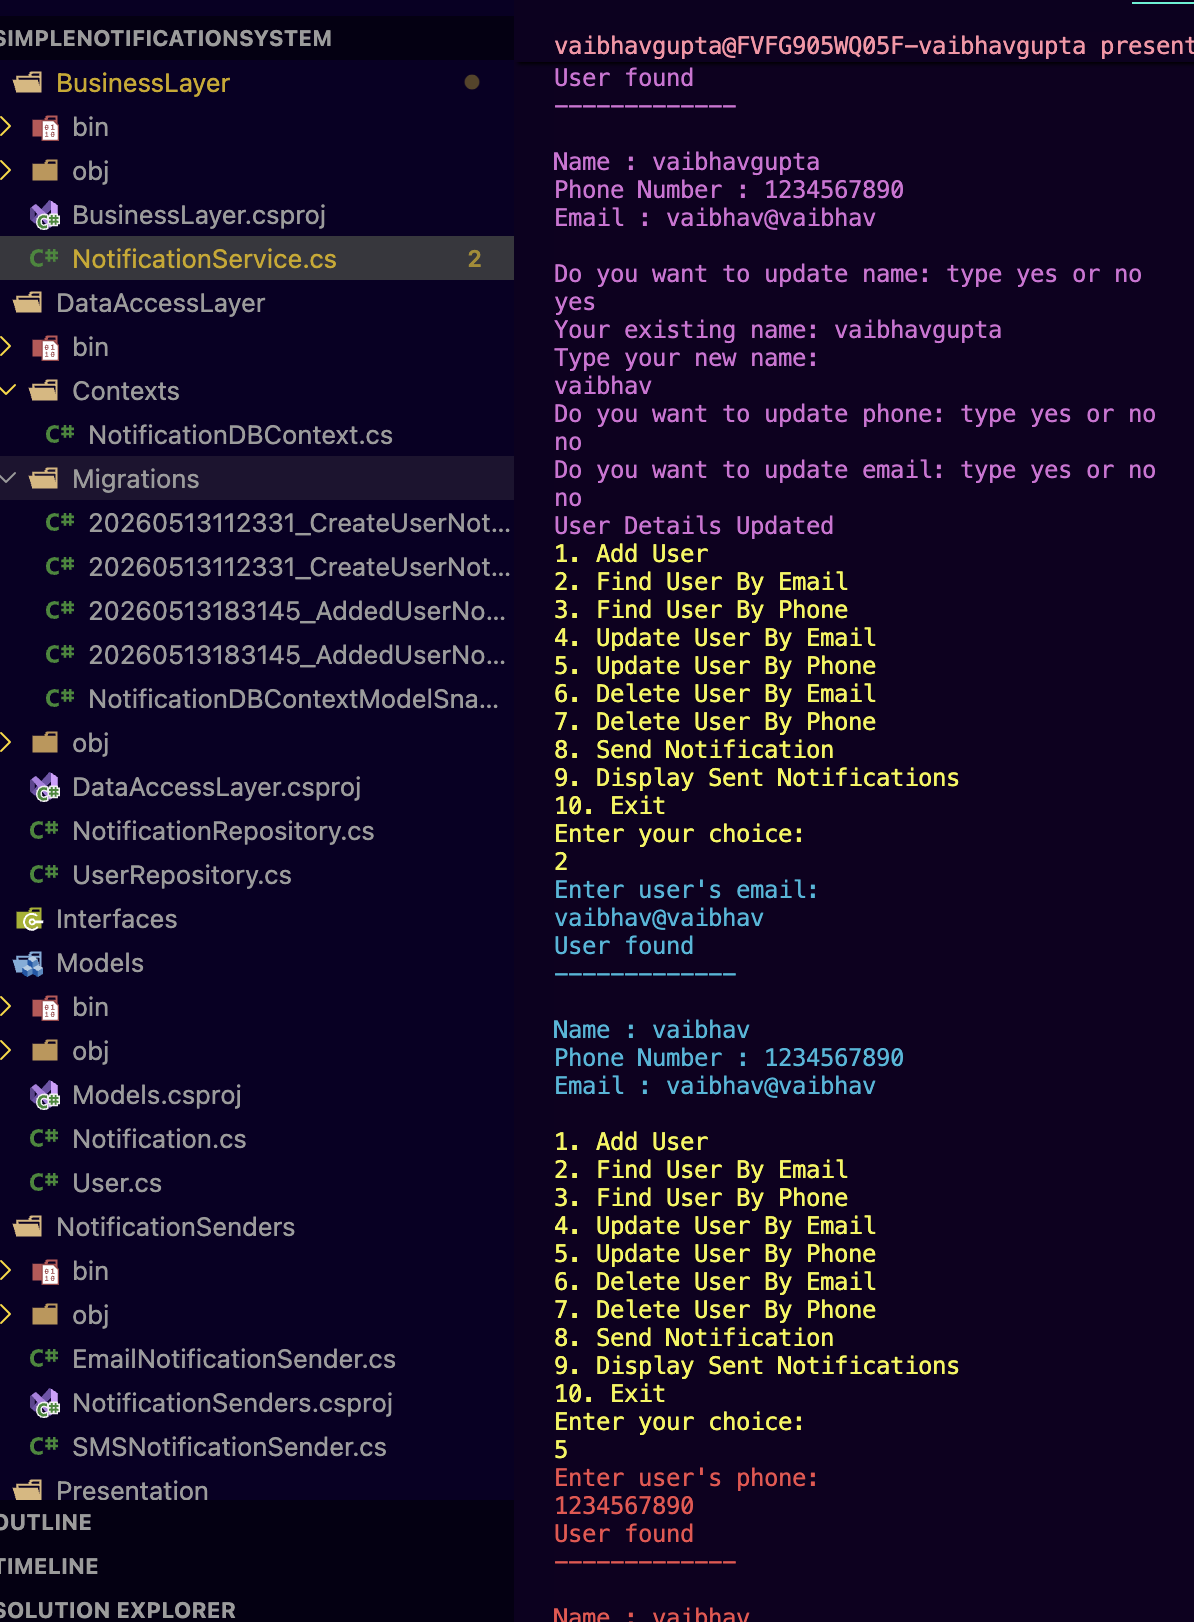 SIMPLENOTIFICATIONSYSTEM
BusinessLayer
bin
obj
BusinessLayer.csproj
C# NotificationService.cs 2
DataAccessLayer
bin
Contexts
C# NotificationDBContext.cs
Migrations
C# 20260513112331_CreateUserNot...
C# 20260513112331_CreateUserNot...
C# 20260513183145_AddedUserNo...
C# 20260513183145_AddedUserNo...
C# NotificationDBContextModelSna...
obj
DataAccessLayer.csproj
C# NotificationRepository.cs
C# UserRepository.cs
Interfaces
Models
bin
obj
Models.csproj
C# Notification.cs
C# User.cs
NotificationSenders
bin
obj
C# EmailNotificationSender.cs
NotificationSenders.csproj
C# SMSNotificationSender.cs
Presentation
OUTLINE
TIMELINE
SOLUTION EXPLORER
vaibhavgupta@FVFG905WQ05F-vaibhavgupta present
User found
-------------
Name : vaibhavgupta
Phone Number : 1234567890
Email : vaibhav@vaibhav
Do you want to update name: type yes or no
yes
Your existing name: vaibhavgupta
Type your new name:
vaibhav
Do you want to update phone: type yes or no
no
Do you want to update email: type yes or no
no
User Details Updated
1. Add User
2. Find User By Email
3. Find User By Phone
4. Update User By Email
5. Update User By Phone
6. Delete User By Email
7. Delete User By Phone
8. Send Notification
9. Display Sent Notifications
10. Exit
Enter your choice:
2
Enter user's email:
vaibhav@vaibhav
User found
-------------
Name : vaibhav
Phone Number : 1234567890
Email : vaibhav@vaibhav
1. Add User
2. Find User By Email
3. Find User By Phone
4. Update User By Email
5. Update User By Phone
6. Delete User By Email
7. Delete User By Phone
8. Send Notification
9. Display Sent Notifications
10. Exit
Enter your choice:
5
Enter user's phone:
1234567890
User found
-------------
Name : vaibhav